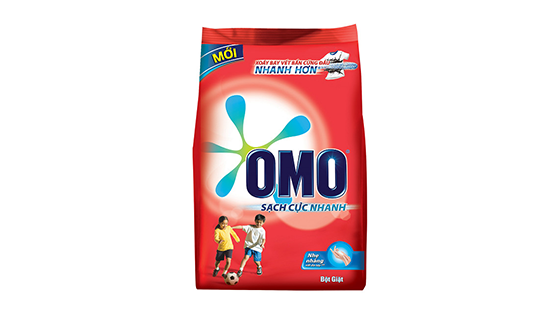 MỚI
XOÁY BAY VẾT BẨN CỨNG ĐẦU
NHANH HƠN
OMO
SẠCH CỰC NHANH
Nhẹ
nhàng
Bột Giặt